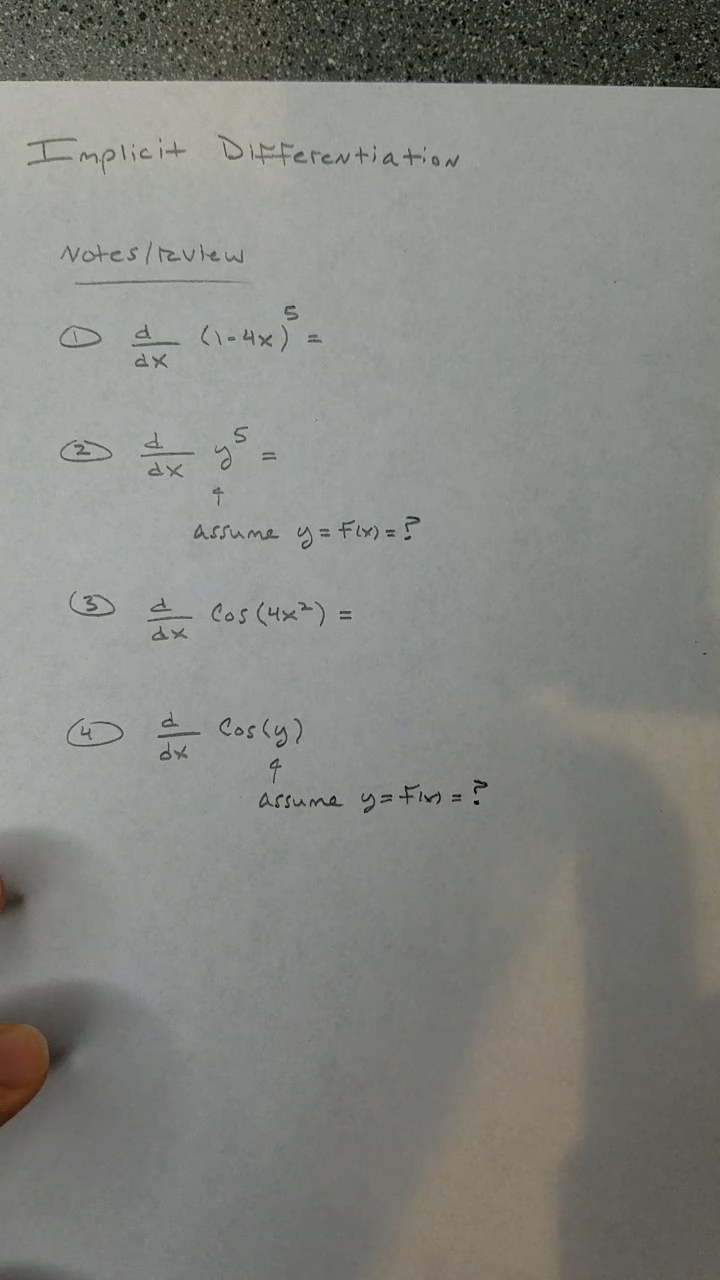 Implicit Differentiation
Notes/review
① d/dx (1-4x)⁵ =
② d/dx y⁵ =
↑
assume y = f(x) = ?
③ d/dx Cos(4x²) =
④ d/dx Cos(y)
↑
assume y = f(x) = ?